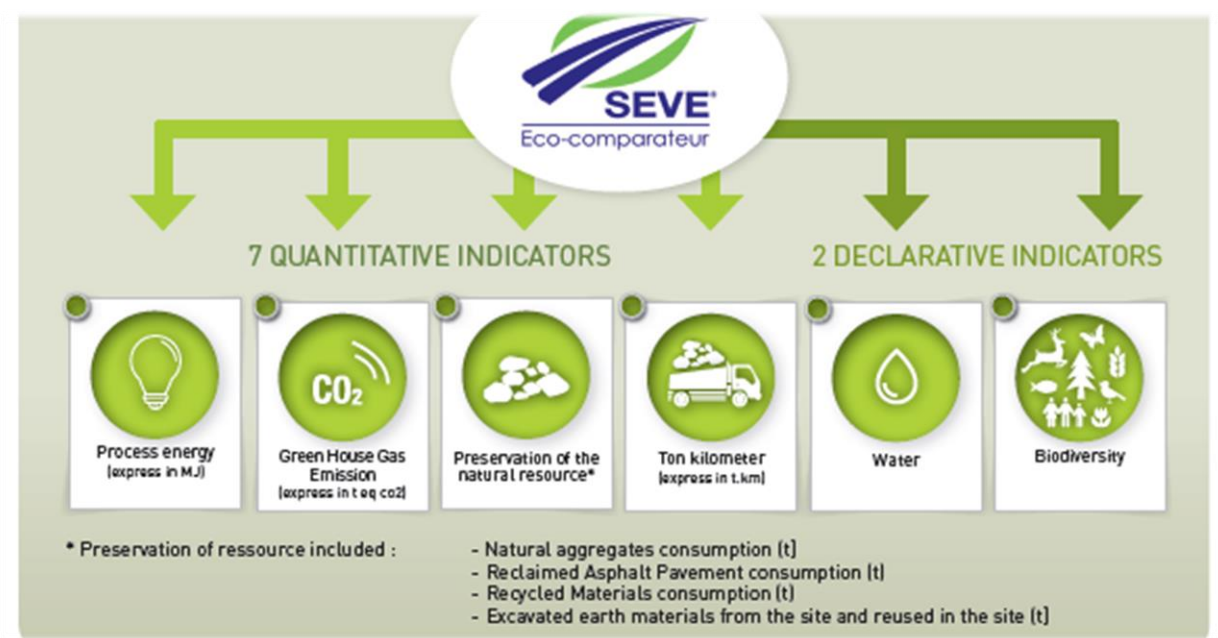 SEVE®
Eco-comparateur
7 QUANTITATIVE INDICATORS
2 DECLARATIVE INDICATORS
Process energy
(express in MJ)
CO2
Green House Gas
Emission
(express in t eq co2)
Preservation of the
natural resource*
Ton kilometer
(express in t.km)
Water
Biodiversity
* Preservation of ressource included :
- Natural aggregates consumption (t)
- Reclaimed Asphalt Pavement consumption (t)
- Recycled Materials consumption (t)
- Excavated earth materials from the site and reused in the site (t)